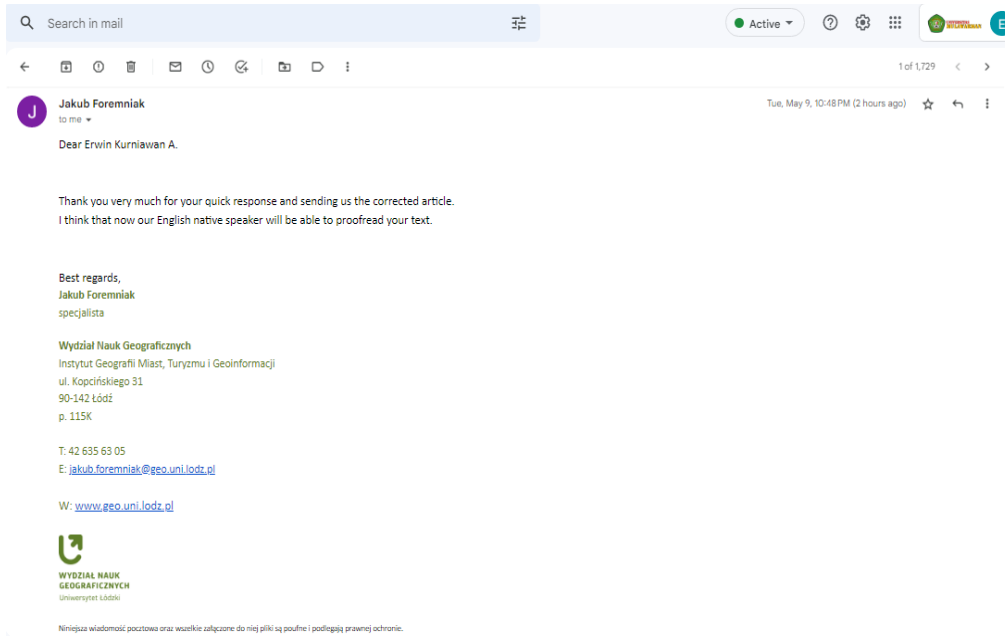 Search in mail
Active
UNIVERSITAS
MULAWARMAN
E
1 of 1,729
J
Jakub Foremniak
Tue, May 9, 10:48 PM (2 hours ago)
to me
Dear Erwin Kurniawan A.
Thank you very much for your quick response and sending us the corrected article.
I think that now our English native speaker will be able to proofread your text.
Best regards,
Jakub Foremniak
specjalista
Wydział Nauk Geograficznych
Instytut Geografii Miast, Turyzmu i Geoinformacji
ul. Kopcińskiego 31
90-142 Łódź
p. 115K
T: 42 635 63 05
E: jakub.foremniak@geo.uni.lodz.pl
W: www.geo.uni.lodz.pl
WYDZIAŁ NAUK
GEOGRAFICZNYCH
Uniwersytet Łódzki
Niniejsza wiadomość pocztowa oraz wszelkie załączone do niej pliki są poufne i podlegają prawnej ochronie.